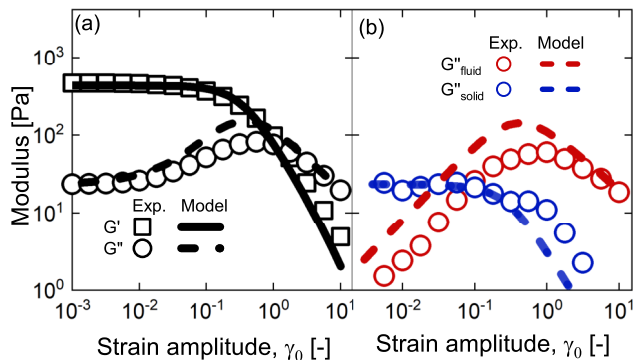 (a)
(b)
Modulus [Pa]
10³
10²
10¹
10⁰
Exp. Model
G'
G"
Exp. Model
G"fluid
G"solid
10⁻³ 10⁻² 10⁻¹ 10⁰ 10¹
10⁻² 10⁻¹ 10⁰ 10¹
Strain amplitude, γ₀ [-]
Strain amplitude, γ₀ [-]